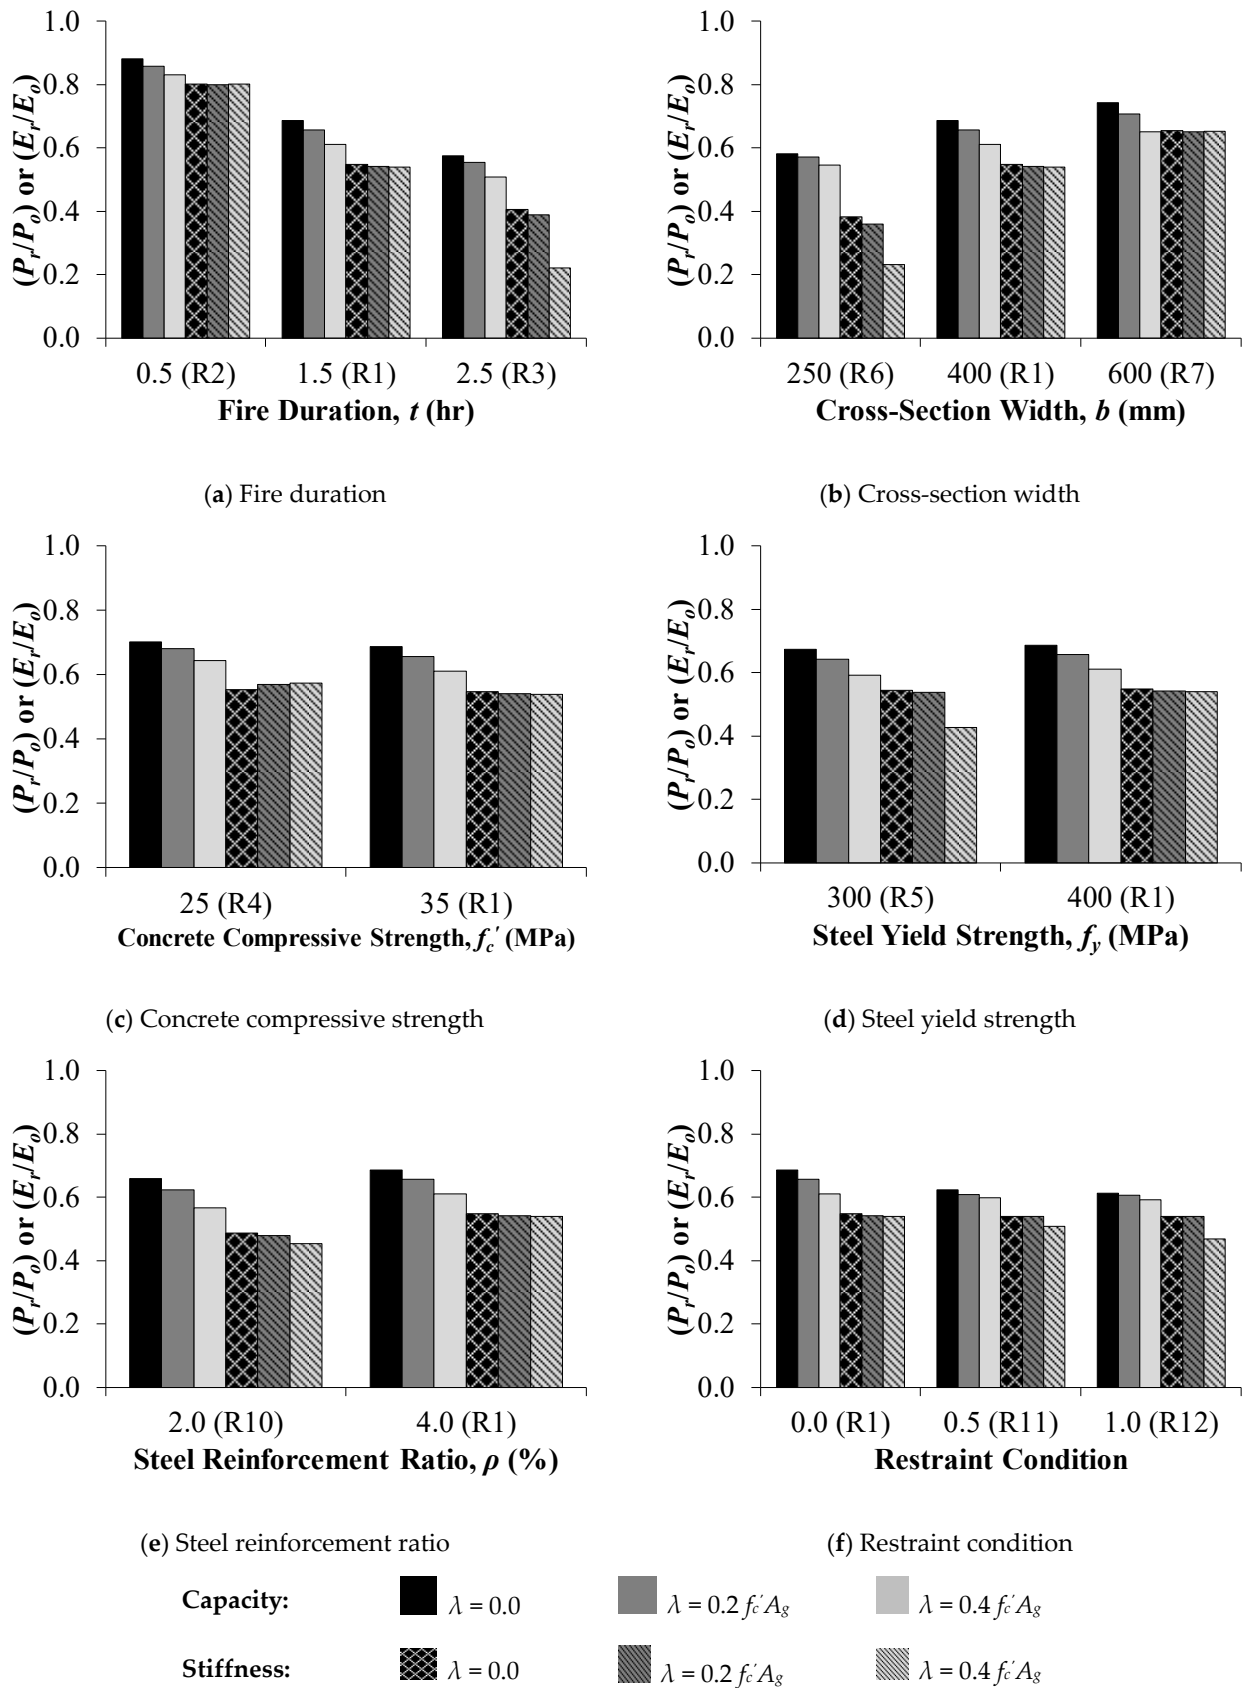 1.0
0.8
0.6
0.4
0.2
0.0
(Pr/Po) or (Er/Eo)
0.5 (R2) 1.5 (R1) 2.5 (R3)
Fire Duration, t (hr)
(a) Fire duration
1.0
0.8
0.6
0.4
0.2
0.0
(Pr/Po) or (Er/Eo)
250 (R6) 400 (R1) 600 (R7)
Cross-Section Width, b (mm)
(b) Cross-section width
1.0
0.8
0.6
0.4
0.2
0.0
(Pr/Po) or (Er/Eo)
25 (R4) 35 (R1)
Concrete Compressive Strength, fc' (MPa)
(c) Concrete compressive strength
1.0
0.8
0.6
0.4
0.2
0.0
(Pr/Po) or (Er/Eo)
300 (R5) 400 (R1)
Steel Yield Strength, fy (MPa)
(d) Steel yield strength
1.0
0.8
0.6
0.4
0.2
0.0
(Pr/Po) or (Er/Eo)
2.0 (R10) 4.0 (R1)
Steel Reinforcement Ratio, ρ (%)
(e) Steel reinforcement ratio
1.0
0.8
0.6
0.4
0.2
0.0
(Pr/Po) or (Er/Eo)
0.0 (R1) 0.5 (R11) 1.0 (R12)
Restraint Condition
(f) Restraint condition
Capacity: λ = 0.0 λ = 0.2 fc'Ag λ = 0.4 fc'Ag
Stiffness: λ = 0.0 λ = 0.2 fc'Ag λ = 0.4 fc'Ag